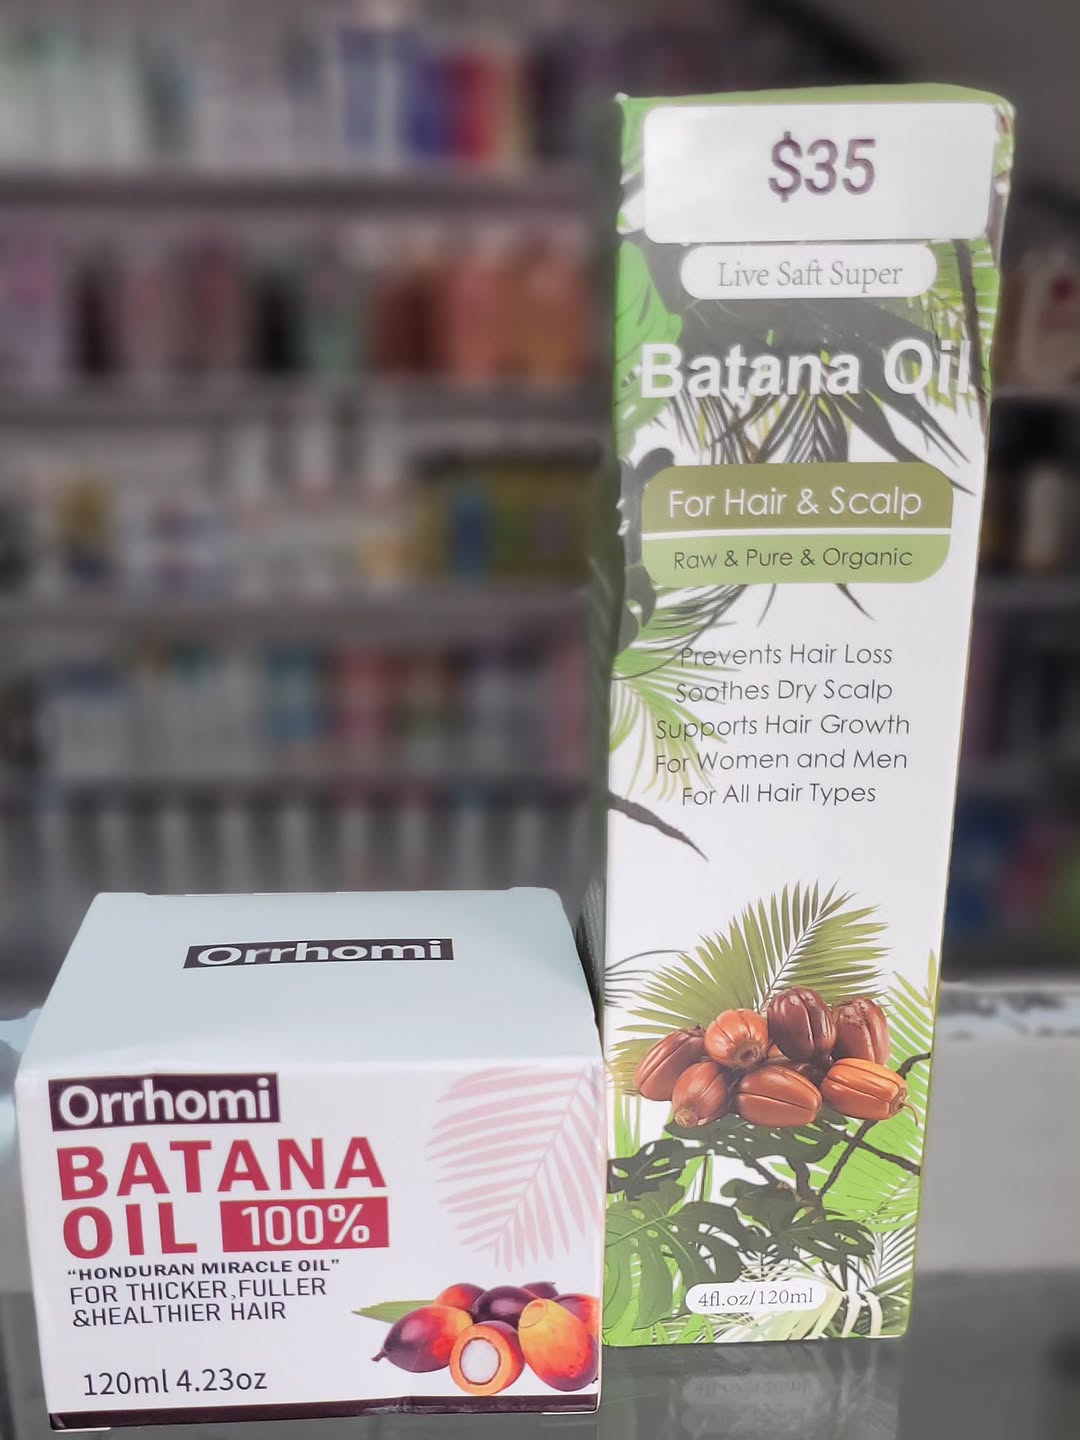 $35
Live Saft Super
Batana Oil
For Hair & Scalp
Raw & Pure & Organic
Prevents Hair Loss
Soothes Dry Scalp
Supports Hair Growth
For Women and Men
For All Hair Types
4fl.oz/120ml
Orrhomi
Orrhomi
BATANA
OIL 100%
“HONDURAN MIRACLE OIL”
FOR THICKER,FULLER
&HEALTHIER HAIR
120ml 4.23oz